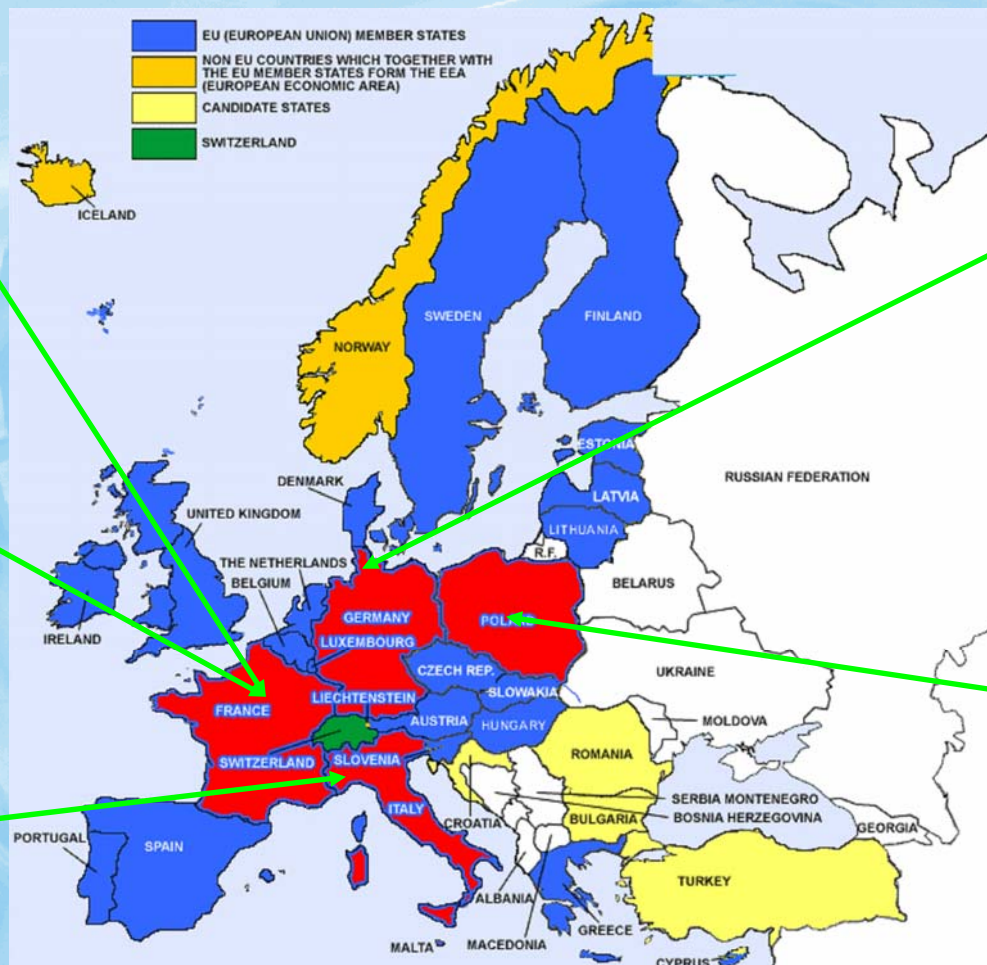 EU (EUROPEAN UNION) MEMBER STATES
NON EU COUNTRIES WHICH TOGETHER WITH
THE EU MEMBER STATES FORM THE EEA
(EUROPEAN ECONOMIC AREA)
CANDIDATE STATES
SWITZERLAND
ICELAND
SWEDEN
FINLAND
NORWAY
ESTONIA
RUSSIAN FEDERATION
DENMARK
LATVIA
UNITED KINGDOM
LITHUANIA
R.F.
THE NETHERLANDS
BELGIUM
BELARUS
IRELAND
GERMANY
POLAND
LUXEMBOURG
CZECH REP.
UKRAINE
LIECHTENSTEIN
SLOWAKIA
FRANCE
AUSTRIA
HUNGARY
MOLDOVA
SWITZERLAND
SLOVENIA
ROMANIA
SERBIA MONTENEGRO
ITALY
CROATIA
BULGARIA
BOSNIA HERZEGOVINA
GEORGIA
PORTUGAL
SPAIN
TURKEY
ALBANIA
GREECE
MALTA
MACEDONIA
CYPRUS